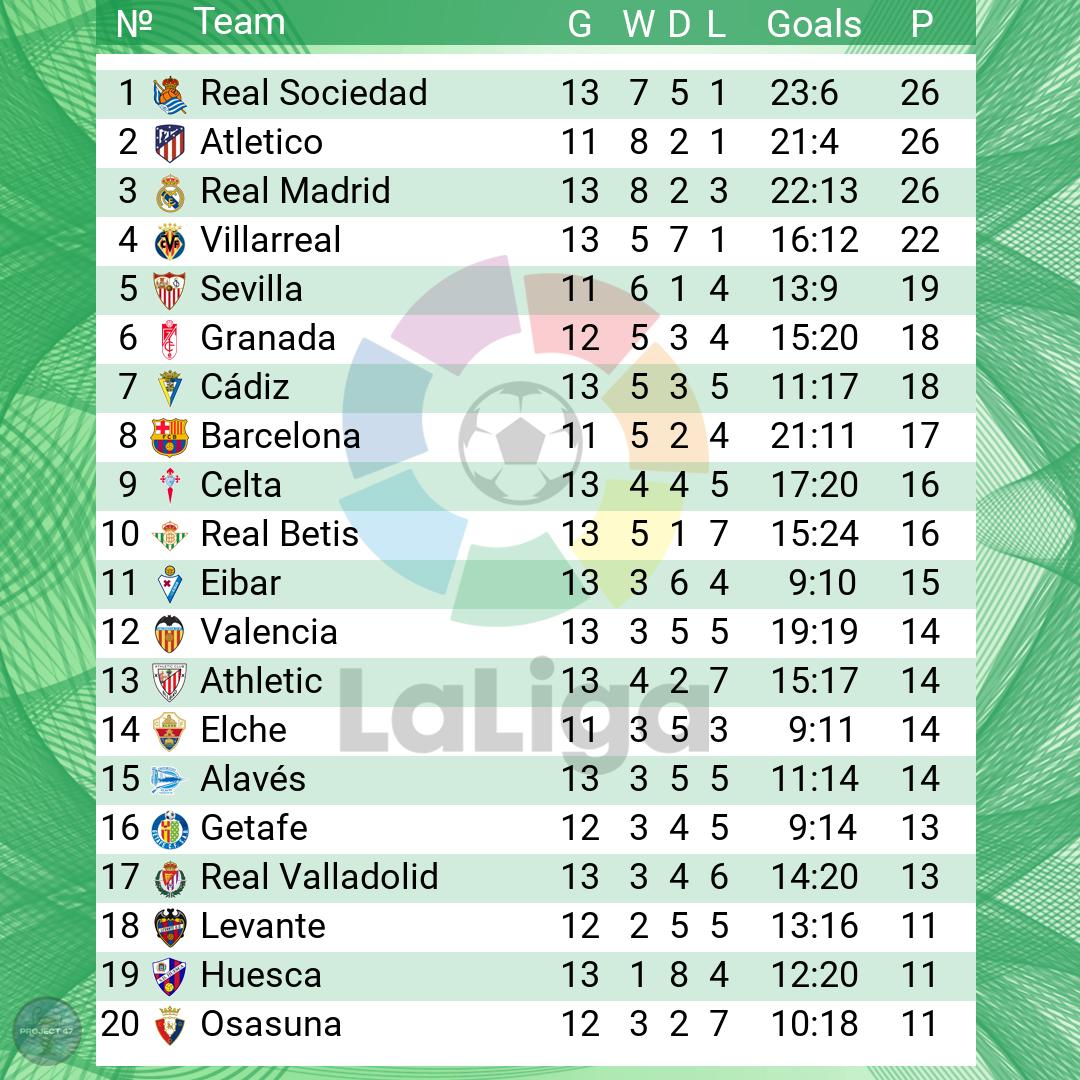 Nº Team G W D L Goals P
1 Real Sociedad 13 7 5 1 23:6 26
2 Atletico 11 8 2 1 21:4 26
3 Real Madrid 13 8 2 3 22:13 26
4 Villarreal 13 5 7 1 16:12 22
5 Sevilla 11 6 1 4 13:9 19
6 Granada 12 5 3 4 15:20 18
7 Cádiz 13 5 3 5 11:17 18
8 Barcelona 11 5 2 4 21:11 17
9 Celta 13 4 4 5 17:20 16
10 Real Betis 13 5 1 7 15:24 16
11 Eibar 13 3 6 4 9:10 15
12 Valencia 13 3 5 5 19:19 14
13 Athletic 13 4 2 7 15:17 14
LaLiga
14 Elche 11 3 5 3 9:11 14
15 Alavés 13 3 5 5 11:14 14
16 Getafe 12 3 4 5 9:14 13
17 Real Valladolid 13 3 4 6 14:20 13
18 Levante 12 2 5 5 13:16 11
19 Huesca 13 1 8 4 12:20 11
20 Osasuna 12 3 2 7 10:18 11
PROJECT 47